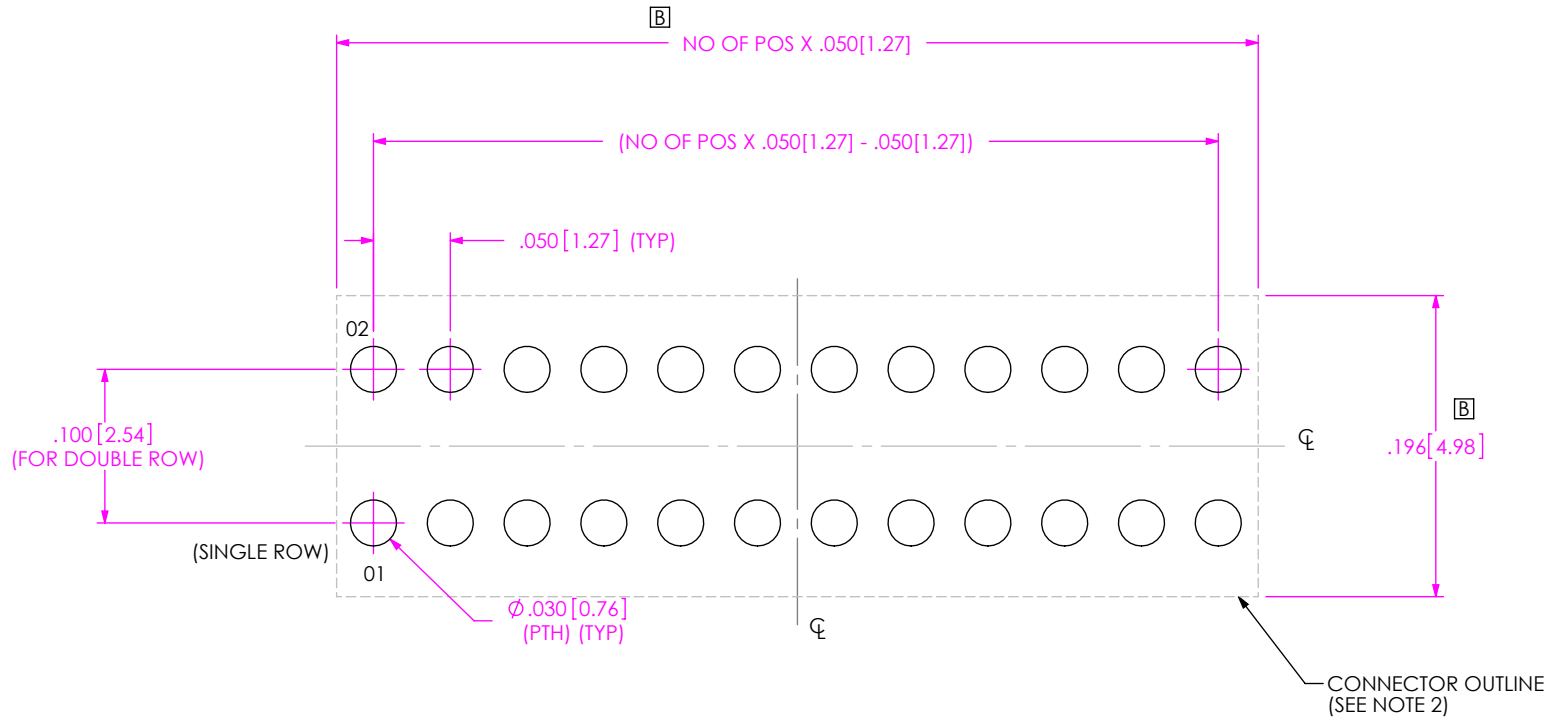 B
NO OF POS X .050[1.27]
(NO OF POS X .050[1.27] - .050[1.27])
.050[1.27] (TYP)
02
.100[2.54]
(FOR DOUBLE ROW)
B
.196[4.98]
℄
(SINGLE ROW)
01
Ø.030[0.76]
(PTH) (TYP)
℄
CONNECTOR OUTLINE
(SEE NOTE 2)